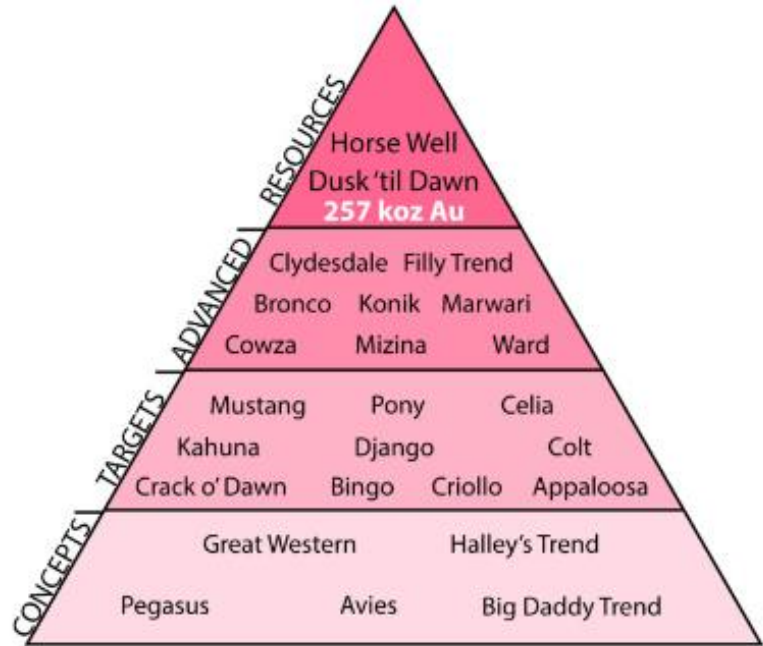 RESOURCES
Horse Well
Dusk 'til Dawn
257 koz Au
ADVANCED
Clydesdale Filly Trend
Bronco Konik Marwari
Cowza Mizina Ward
TARGETS
Mustang Pony Celia
Kahuna Django Colt
Crack o' Dawn Bingo Criollo Appaloosa
CONCEPTS
Great Western Halley's Trend
Pegasus Avies Big Daddy Trend